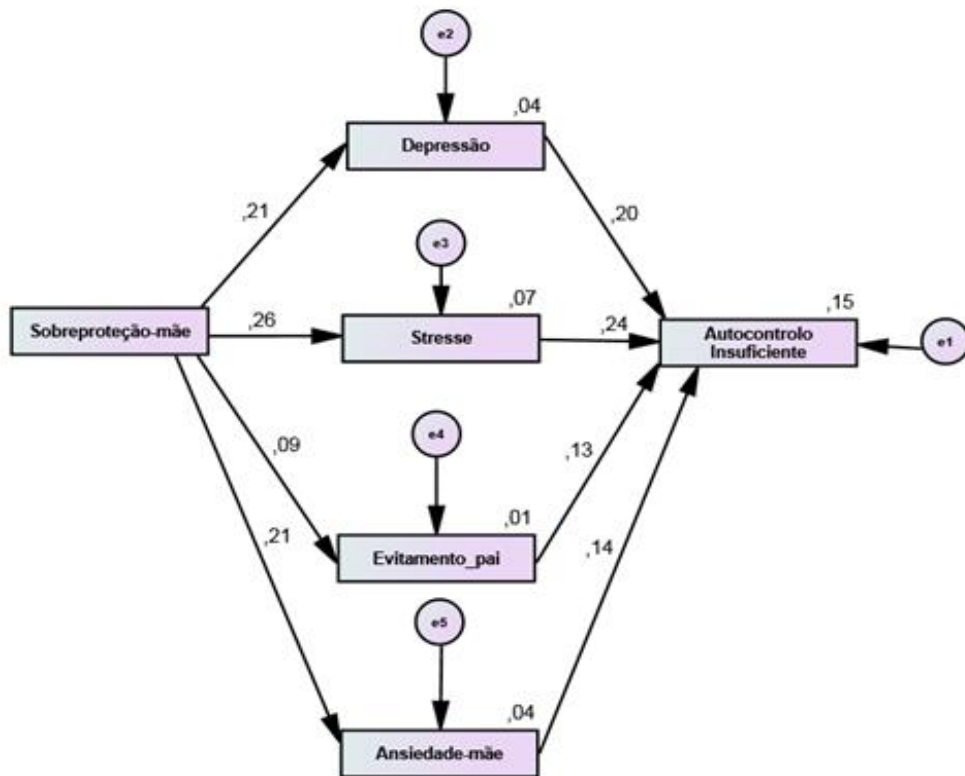 e2
,04
Depressão
,21
,20
e3
,07
,15
Sobreproteção-mãe
,26
Stresse
,24
Autocontrolo
Insuficiente
e1
e4
,09
,13
,01
Evitamento_pai
,21
,14
e5
,04
Ansiedade-mãe